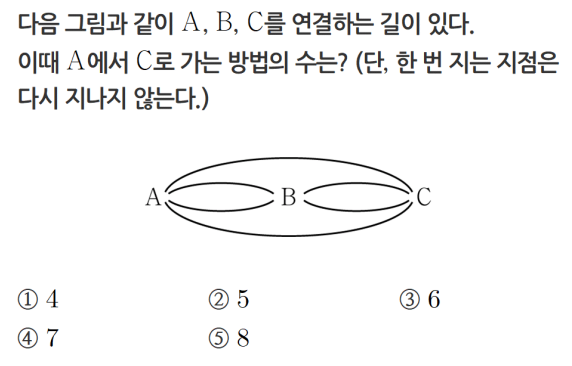 다음 그림과 같이 A, B, C를 연결하는 길이 있다.
이때 A에서 C로 가는 방법의 수는? (단, 한 번 지는 지점은
다시 지나지 않는다.)
A B C
① 4 ② 5 ③ 6
④ 7 ⑤ 8